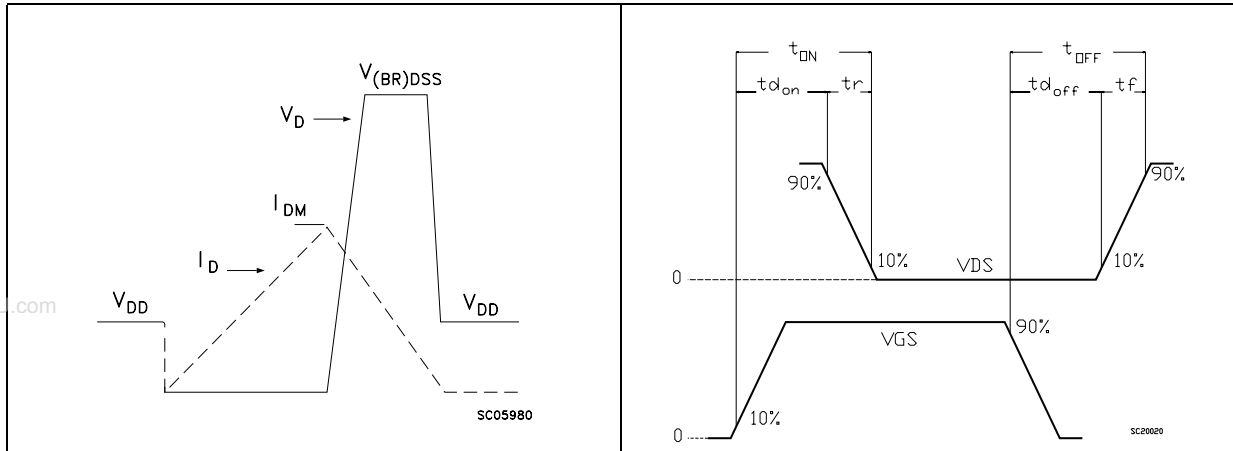 V(BR)DSS
VD
IDM
ID
VDD
VDD
SC05980
.com
tON
tOFF
tdon
tr
tdoff
tf
90%
90%
10%
10%
0
VDS
90%
VGS
10%
0
SC20020